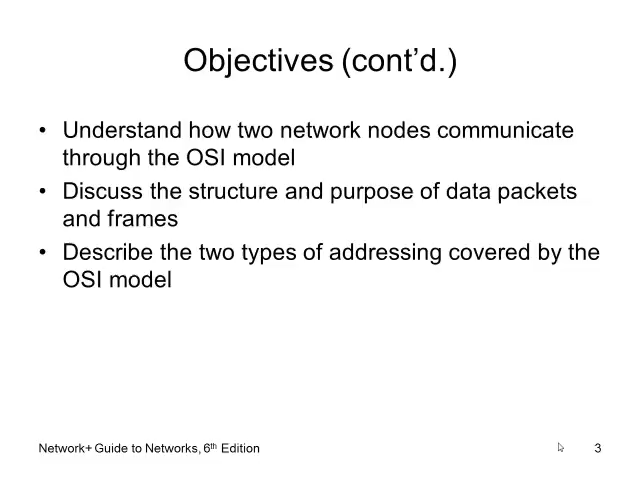 Objectives (cont’d.)
• Understand how two network nodes communicate
through the OSI model
• Discuss the structure and purpose of data packets
and frames
• Describe the two types of addressing covered by the
OSI model
Network+ Guide to Networks, 6th Edition
3